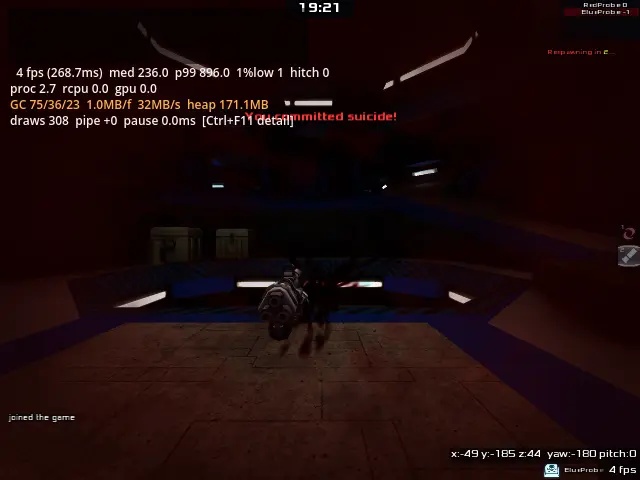 19:21
RedProbe 0
BlueProbe -1
Respawning in 2...
4 fps (268.7ms) med 236.0 p99 896.0 1%low 1 hitch 0
proc 2.7 rcpu 0.0 gpu 0.0
GC 75/36/23 1.0MB/f 32MB/s heap 171.1MB
You committed suicide!
draws 308 pipe +0 pause 0.0ms [Ctrl+F11 detail]
joined the game
x:-49 y:-185 z:44 yaw:-180 pitch:0
BlueProbe 4 fps